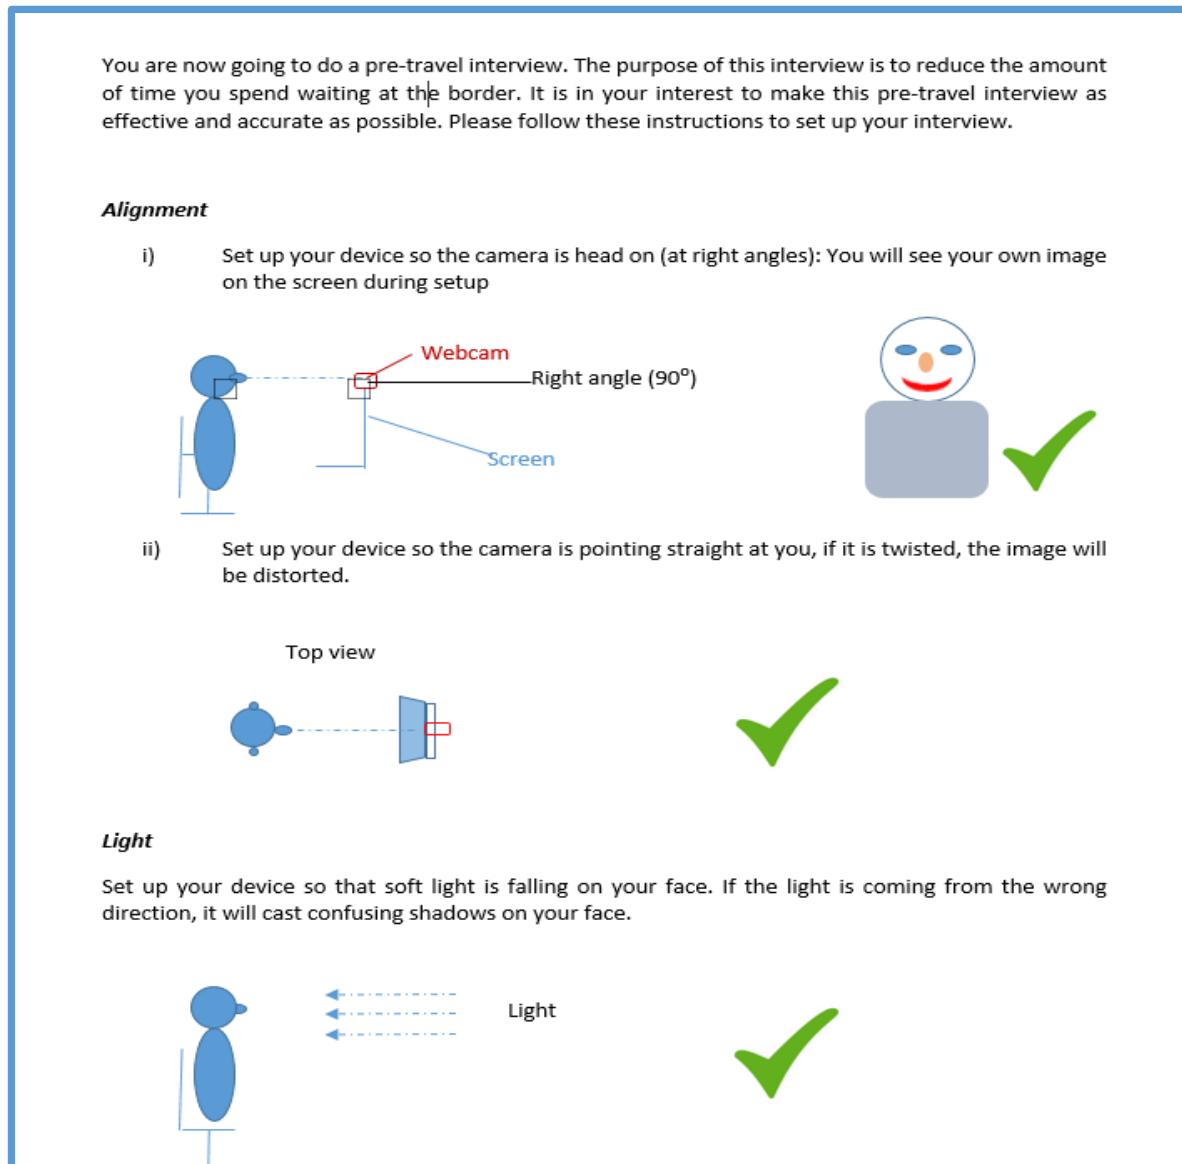 You are now going to do a pre-travel interview. The purpose of this interview is to reduce the amount
of time you spend waiting at the border. It is in your interest to make this pre-travel interview as
effective and accurate as possible. Please follow these instructions to set up your interview.
Alignment
i) Set up your device so the camera is head on (at right angles): You will see your own image
on the screen during setup
Webcam
Right angle (90°)
Screen
ii) Set up your device so the camera is pointing straight at you, if it is twisted, the image will
be distorted.
Top view
Light
Set up your device so that soft light is falling on your face. If the light is coming from the wrong
direction, it will cast confusing shadows on your face.
Light